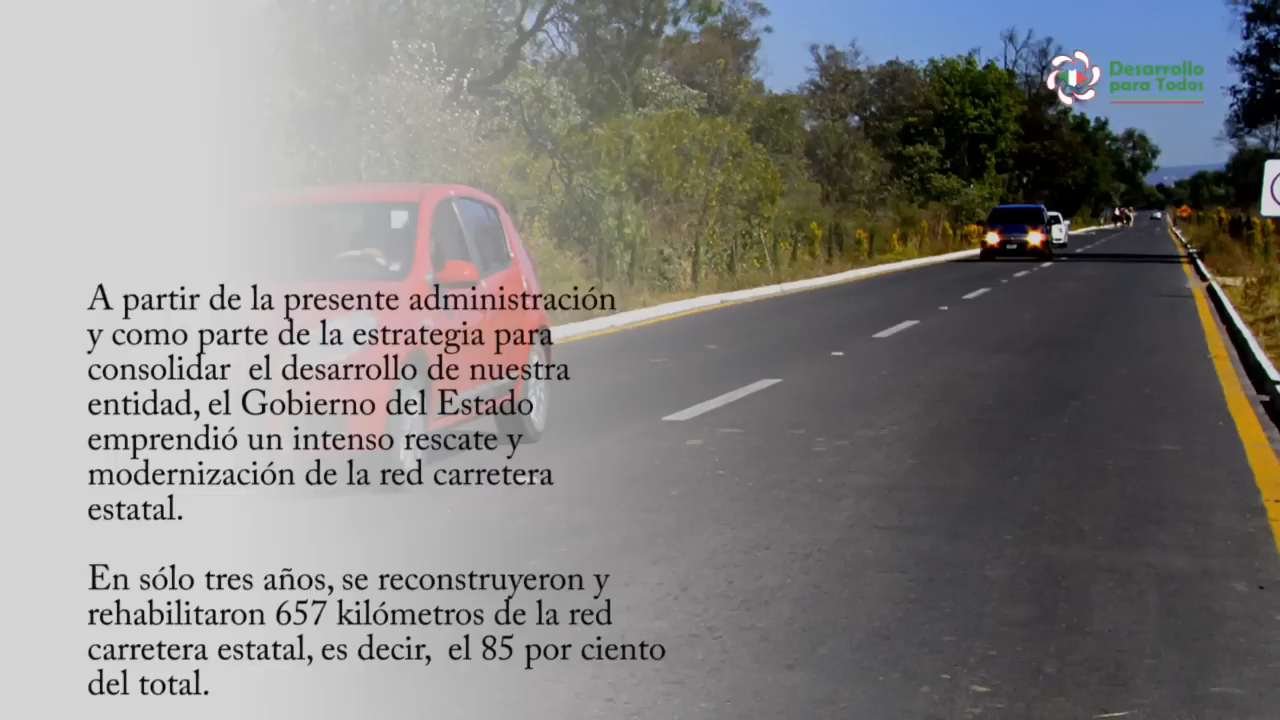 Desarrollo
para Todos
A partir de la presente administración
y como parte de la estrategia para
consolidar  el desarrollo de nuestra
entidad, el Gobierno del Estado
emprendió un intenso rescate y
modernización de la red carretera
estatal.
En sólo tres años, se reconstruyeron y
rehabilitaron 657 kilómetros de la red
carretera estatal, es decir,  el 85 por ciento
del total.